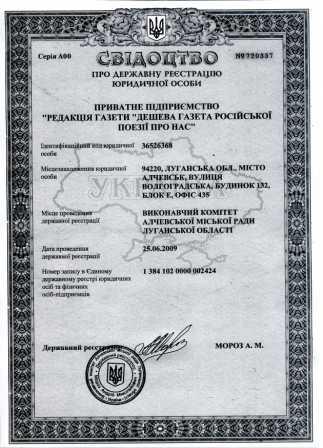 Серія А00
№720337
СВІДОЦТВО
ПРО ДЕРЖАВНУ РЕЄСТРАЦІЮ
ЮРИДИЧНОЇ ОСОБИ
ПРИВАТНЕ ПІДПРИЄМСТВО
"РЕДАКЦІЯ ГАЗЕТИ "ДЕШЕВА ГАЗЕТА РОСІЙСЬКОЇ
ПОЕЗІЇ ПРО НАС"
Ідентифікаційний код юридичної
особи
36526368
Місцезнаходження юридичної
особи
94220, ЛУГАНСЬКА ОБЛ., МІСТО
АЛЧЕВСЬК, ВУЛИЦЯ
ВОЛГОГРАДСЬКА, БУДИНОК 132,
БЛОК Е, ОФІС 435
Місце проведення
державної реєстрації
ВИКОНАВЧИЙ КОМІТЕТ
АЛЧЕВСЬКОЇ МІСЬКОЇ РАДИ
ЛУГАНСЬКОЇ ОБЛАСТІ
Дата проведення
державної реєстрації
25.06.2009
Номер запису в Єдиному
державному реєстрі юридичних
осіб та фізичних
осіб-підприємців
1 384 102 0000 002424
Державний реєстратор
МОРОЗ А. М.